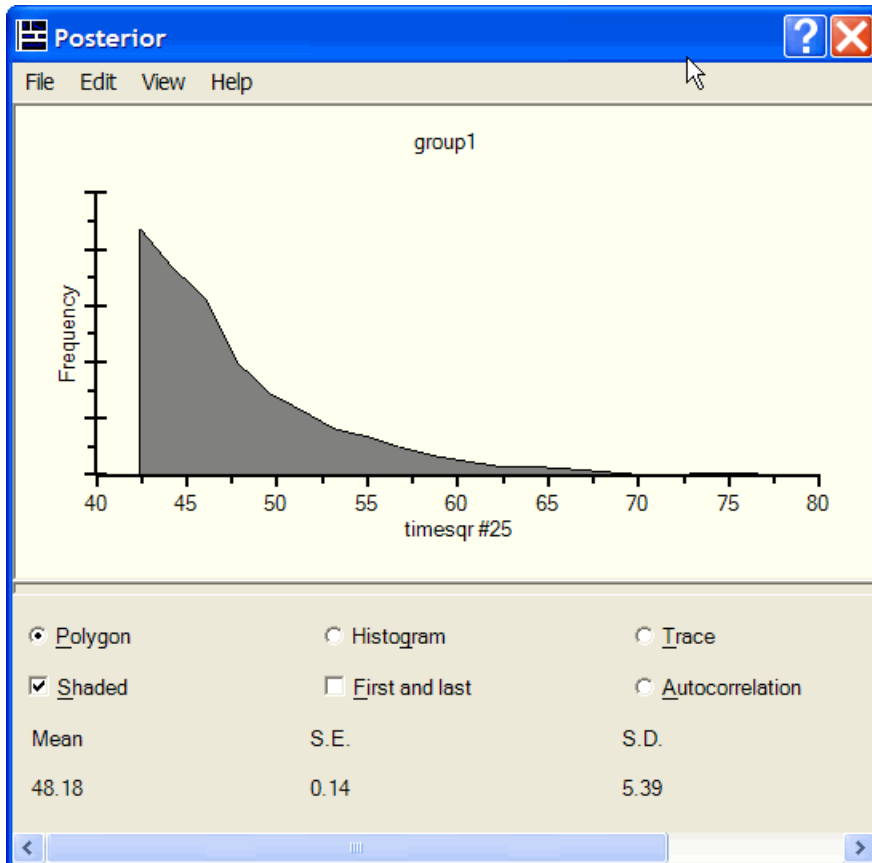 Posterior
File Edit View Help
group1
Frequency
40 45 50 55 60 65 70 75 80
timesqr #25
Polygon Histogram Trace
Shaded First and last Autocorrelation
Mean S.E. S.D.
48.18 0.14 5.39